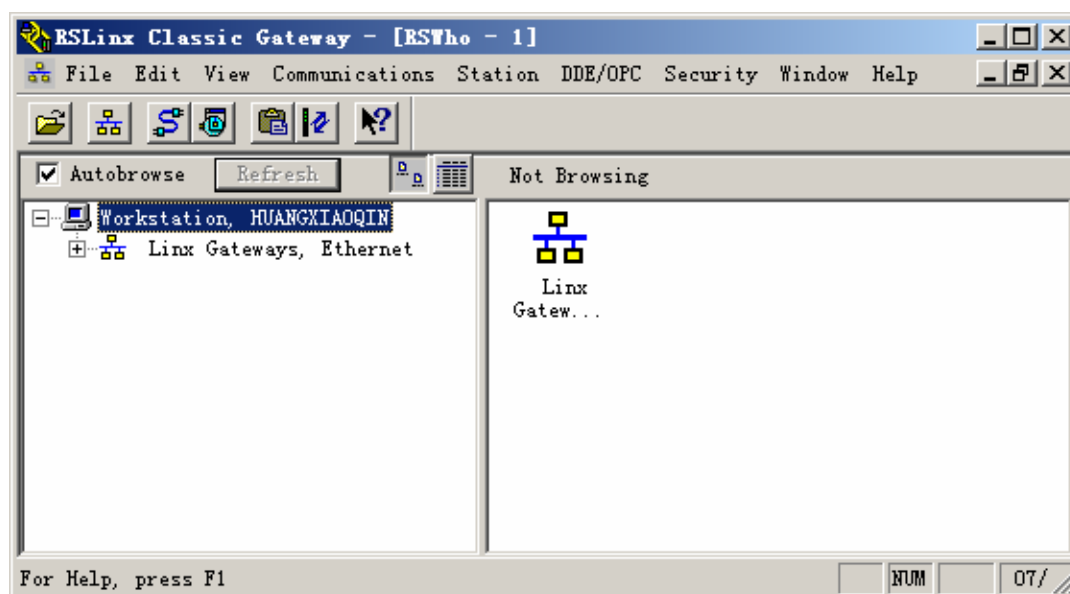 RSLinx Classic Gateway - [RSWho - 1]
File Edit View Communications Station DDE/OPC Security Window Help
Autobrowse Refresh Not Browsing
Workstation, HUANGXIAOQIN
Linx Gateways, Ethernet
Linx
Gatew...
For Help, press F1 NUM 07/